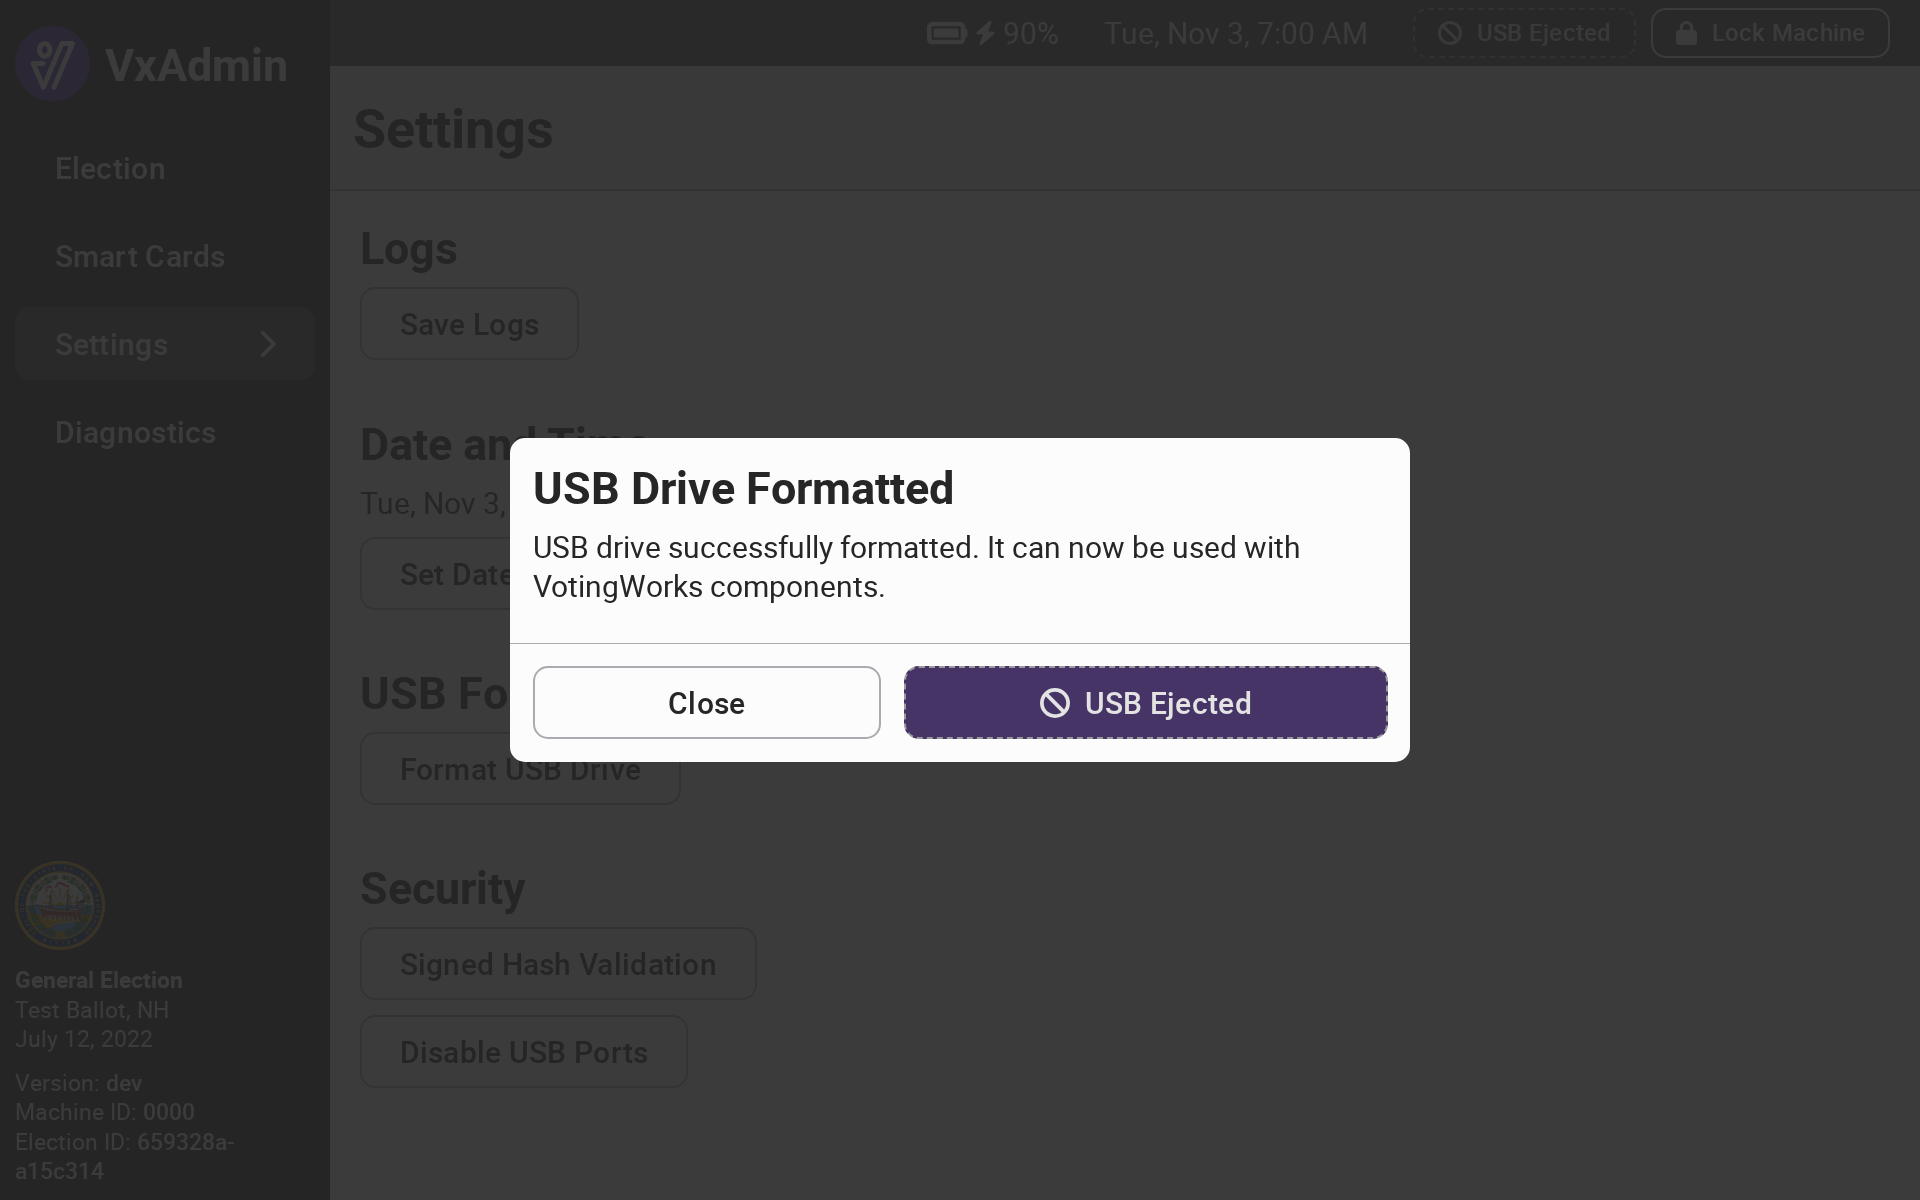 VxAdmin
Election
Smart Cards
Settings
Diagnostics
General Election
Test Ballot, NH
July 12, 2022
Version: dev
Machine ID: 0000
Election ID: 659328a-
a15c314
90%
Tue, Nov 3, 7:00 AM
USB Ejected
Lock Machine
Settings
Logs
Save Logs
Date and Time
Tue, Nov 3,
Set Date
USB Fo
Format USB Drive
Security
Signed Hash Validation
Disable USB Ports
USB Drive Formatted
USB drive successfully formatted. It can now be used with
VotingWorks components.
Close
USB Ejected